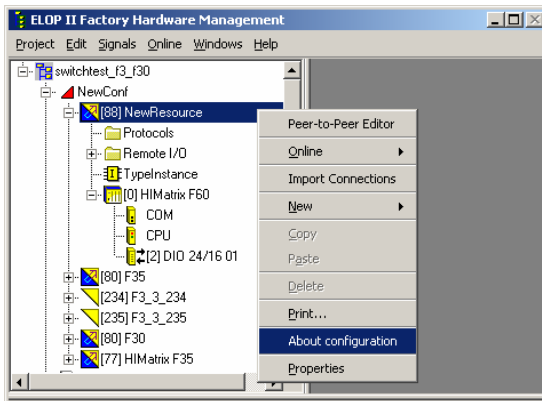 ELOP II Factory Hardware Management
Project Edit Signals Online Windows Help
switchtest_f3_f30
NewConf
[88] NewResource
Protocols
Remote I/O
TypeInstance
[0] HIMatrix F60
COM
CPU
[2] DIO 24/16 01
[80] F35
[234] F3_3_234
[235] F3_3_235
[80] F30
[77] HIMatrix F35
Peer-to-Peer Editor
Online
Import Connections
New
Copy
Paste
Delete
Print...
About configuration
Properties